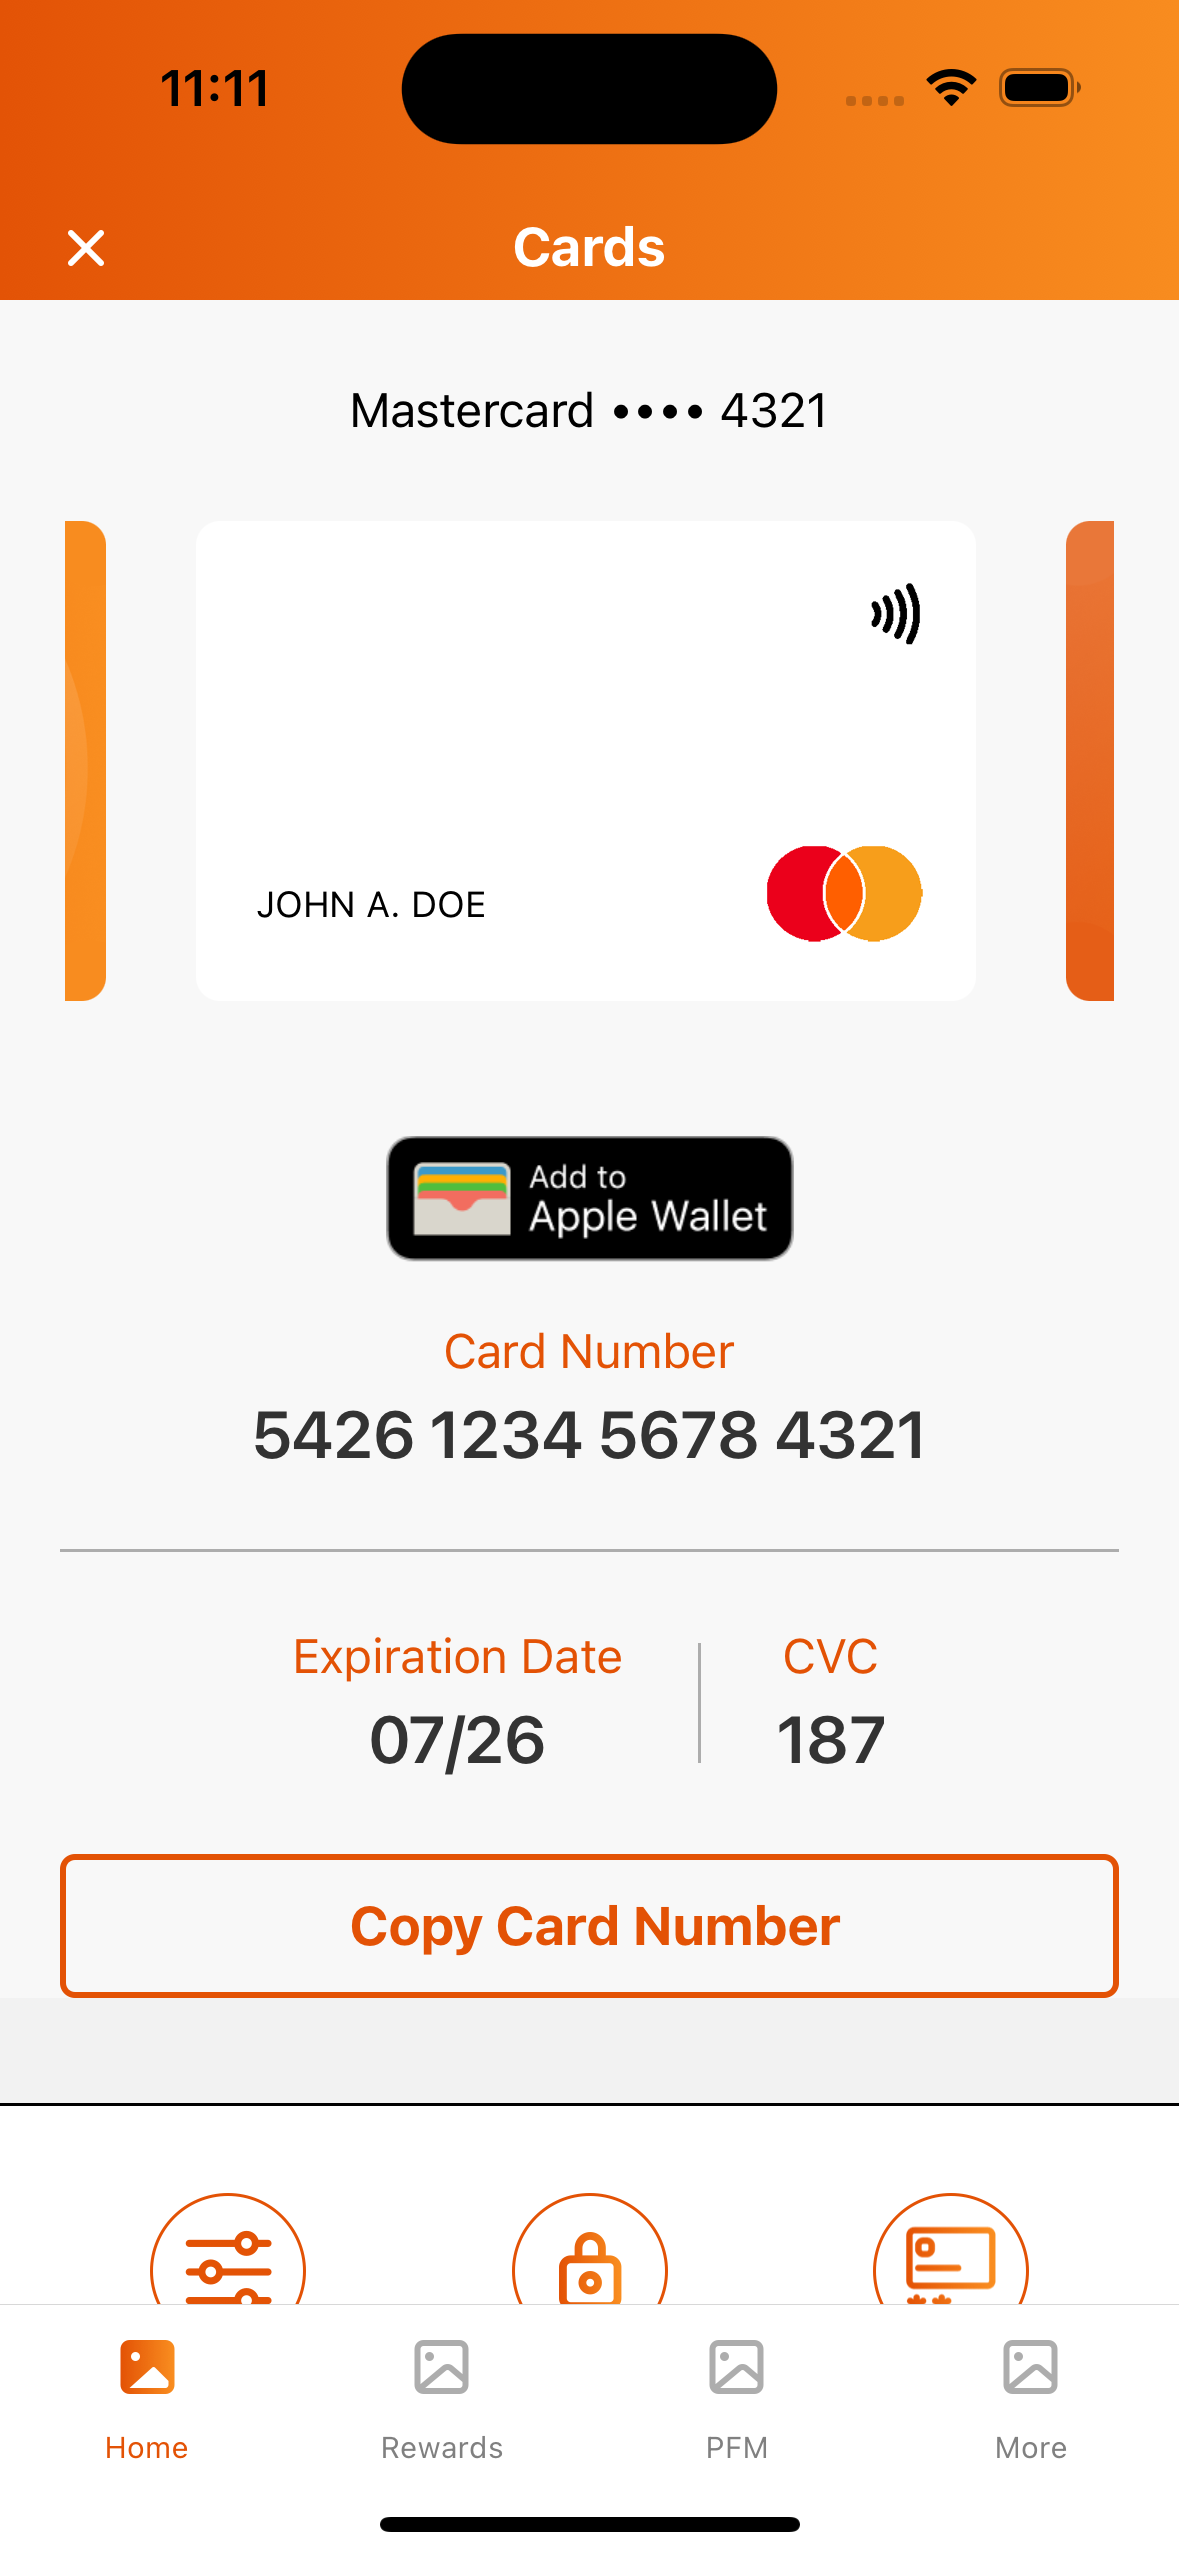 11:11
Cards
Mastercard •••• 4321
JOHN A. DOE
Add to
Apple Wallet
Card Number
5426 1234 5678 4321
Expiration Date
CVC
07/26
187
Copy Card Number
Home
Rewards
PFM
More